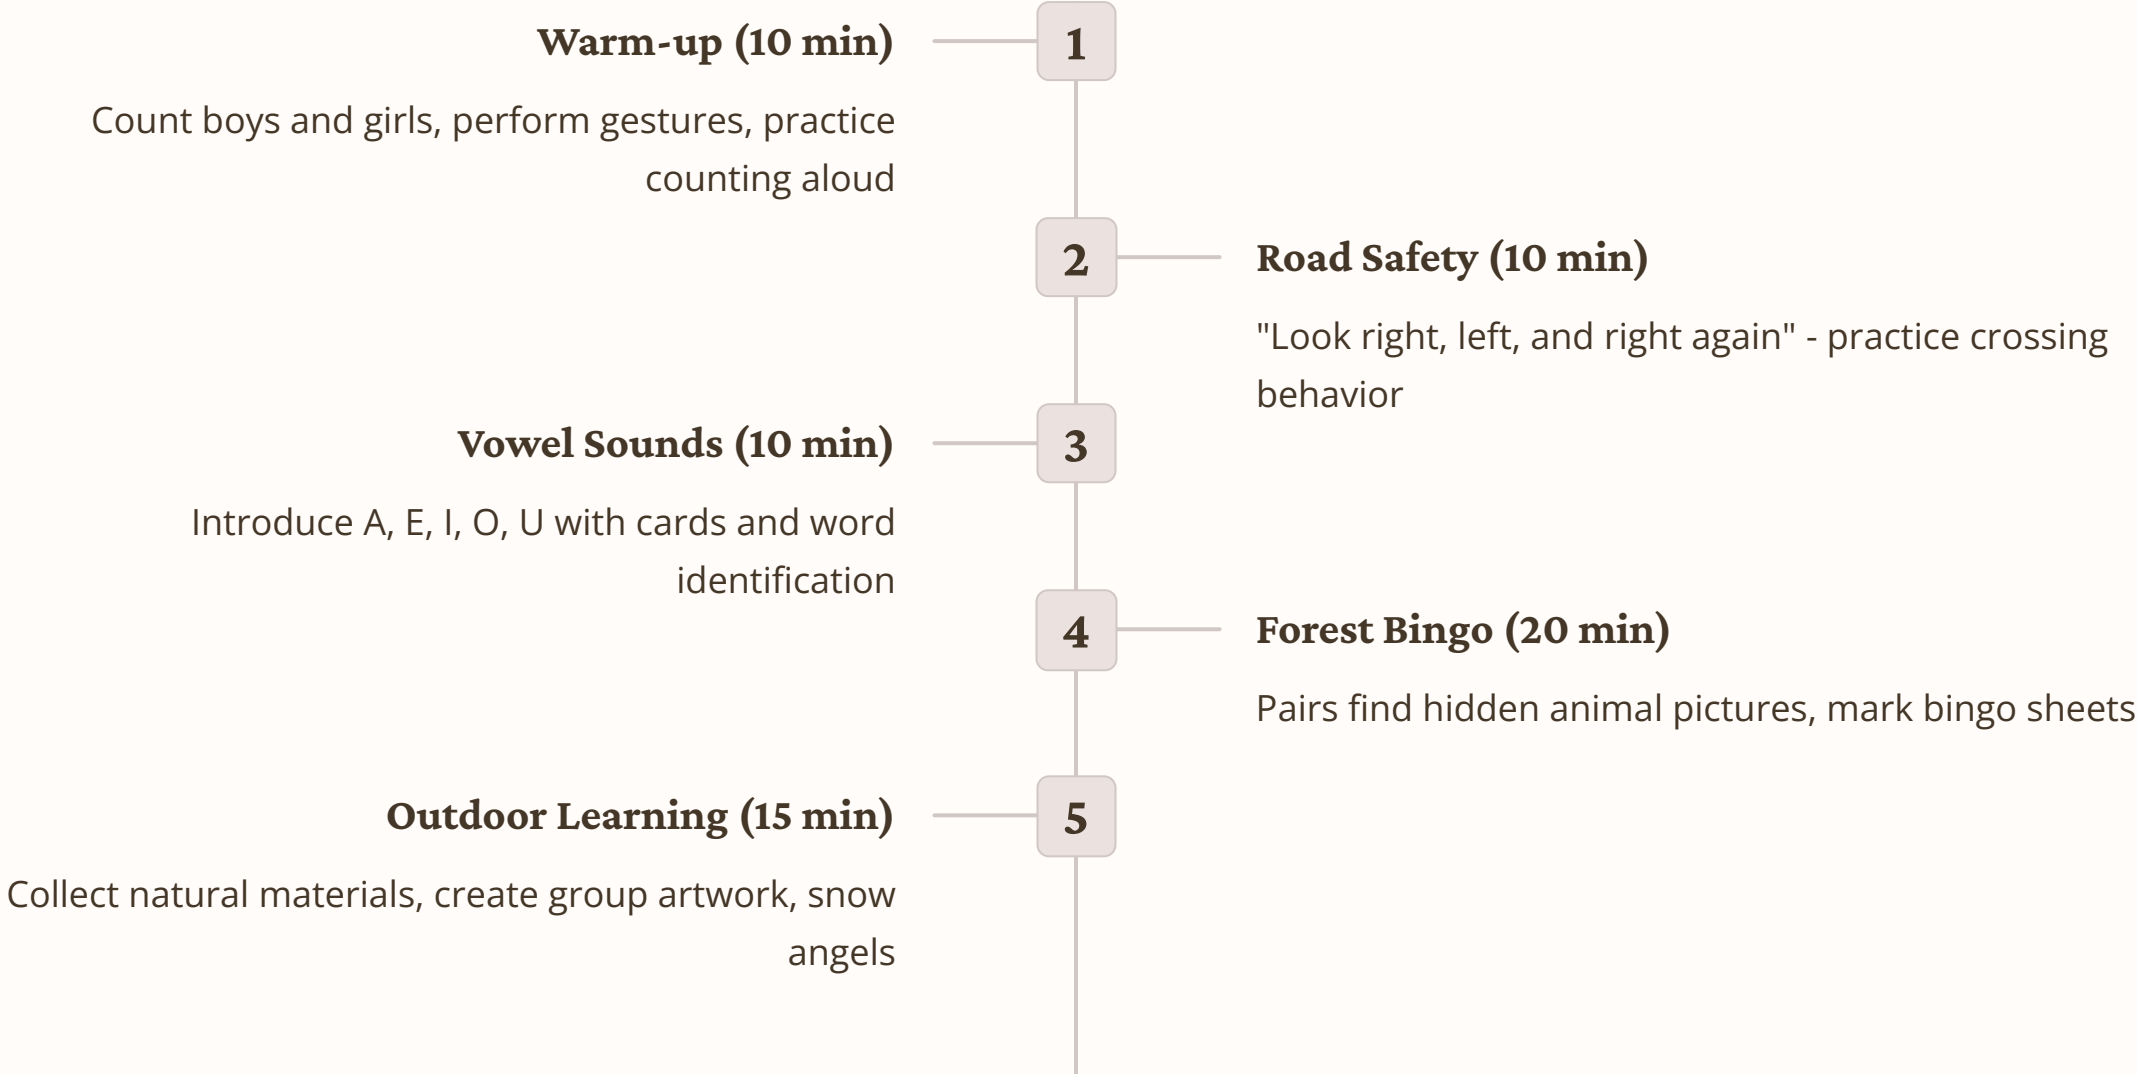 1
Warm-up (10 min)
Count boys and girls, perform gestures, practice
counting aloud
2
Road Safety (10 min)
"Look right, left, and right again" - practice crossing
behavior
3
Vowel Sounds (10 min)
Introduce A, E, I, O, U with cards and word
identification
4
Forest Bingo (20 min)
Pairs find hidden animal pictures, mark bingo sheets
5
Outdoor Learning (15 min)
Collect natural materials, create group artwork, snow
angels